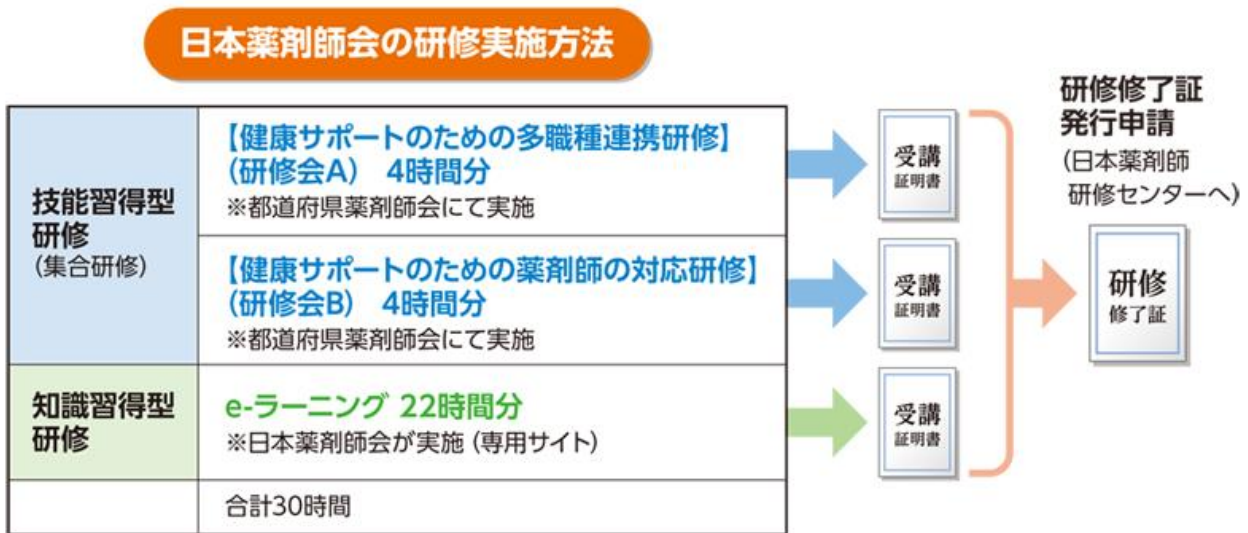 日本薬剤師会の研修実施方法
技能習得型
研修
(集合研修)
【健康サポートのための多職種連携研修】
(研修会A) 4時間分
※都道府県薬剤師会にて実施
【健康サポートのための薬剤師の対応研修】
(研修会B) 4時間分
※都道府県薬剤師会にて実施
知識習得型
研修
e-ラーニング 22時間分
※日本薬剤師会が実施(専用サイト)
合計30時間
受講
証明書
受講
証明書
受講
証明書
研修修了証
発行申請
(日本薬剤師
研修センターへ)
研修
修了証